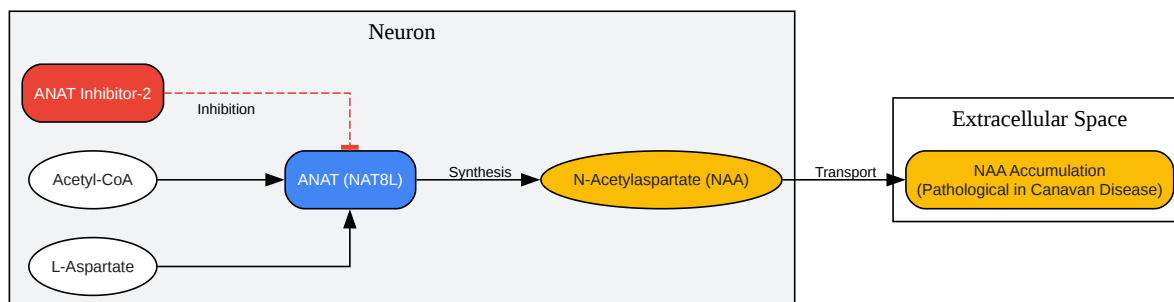 Neuron
ANAT Inhibitor-2
Inhibition
Acetyl-CoA
ANAT (NAT8L)
Synthesis
N-Acetylaspartate (NAA)
Transport
L-Aspartate
Extracellular Space
NAA Accumulation
(Pathological in Canavan Disease)